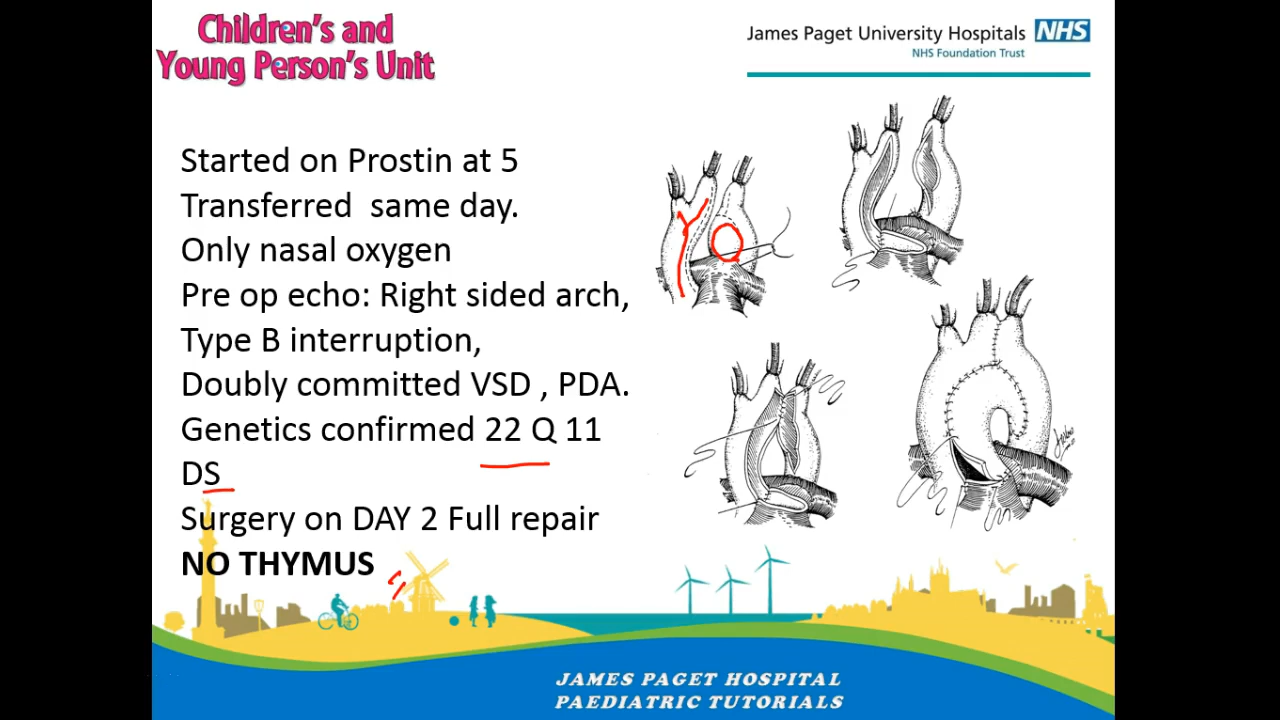 Children's and
Young Person's Unit
James Paget University Hospitals NHS
NHS Foundation Trust
Started on Prostin at 5
Transferred same day.
Only nasal oxygen
Pre op echo: Right sided arch,
Type B interruption,
Doubly committed VSD , PDA.
Genetics confirmed 22 Q 11
DS
Surgery on DAY 2 Full repair
NO THYMUS
JAMES PAGET HOSPITAL
PAEDIATRIC TUTORIALS